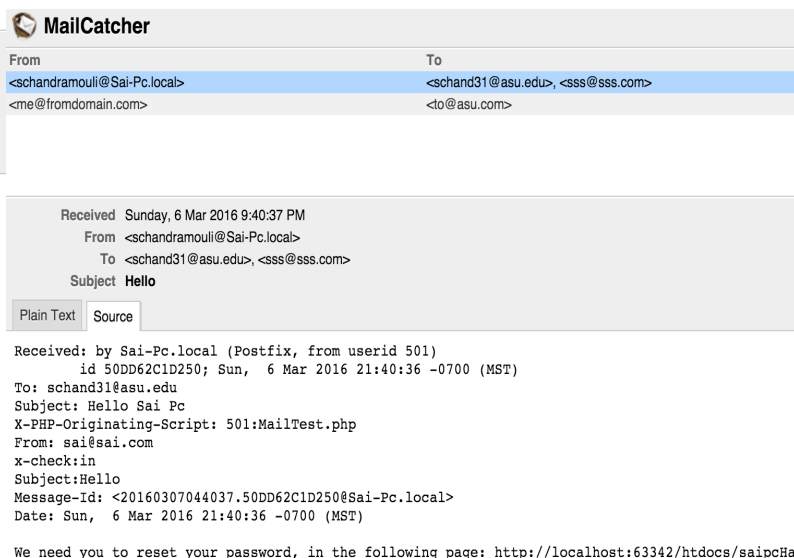 MailCatcher
From To
<schandramouli@Sai-Pc.local> <schand31@asu.edu>, <sss@sss.com>
<me@fromdomain.com> <to@asu.com>
Received Sunday, 6 Mar 2016 9:40:37 PM
From <schandramouli@Sai-Pc.local>
To <schand31@asu.edu>, <sss@sss.com>
Subject Hello
Plain Text Source
Received: by Sai-Pc.local (Postfix, from userid 501)
id 50DD62C1D250; Sun,  6 Mar 2016 21:40:36 -0700 (MST)
To: schand31@asu.edu
Subject: Hello Sai Pc
X-PHP-Originating-Script: 501:MailTest.php
From: sai@sai.com
x-check:in
Subject:Hello
Message-Id: <20160307044037.50DD62C1D250@Sai-Pc.local>
Date: Sun,  6 Mar 2016 21:40:36 -0700 (MST)
We need you to reset your password, in the following page: http://localhost:63342/htdocs/saipcHa